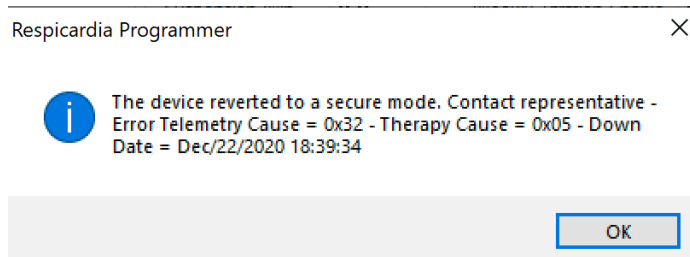 Respicardia Programmer
The device reverted to a secure mode. Contact representative -
Error Telemetry Cause = 0x32 - Therapy Cause = 0x05 - Down
Date = Dec/22/2020 18:39:34
OK